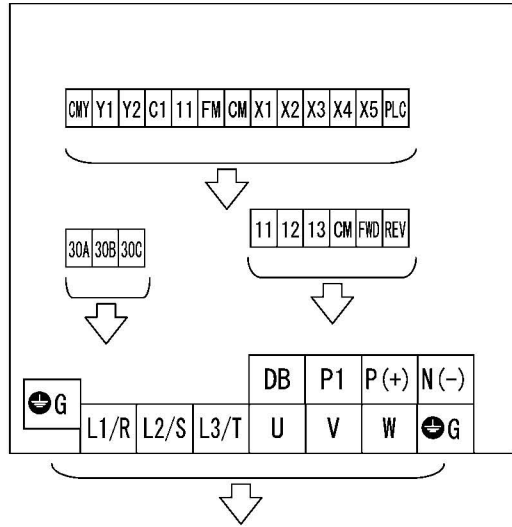 CMY Y1 Y2 C1 11 FM CM X1 X2 X3 X4 X5 PLC
30A 30B 30C
11 12 13 CM FWD REV
DB P1 P(+) N(-)
G
L1/R L2/S L3/T U V W G